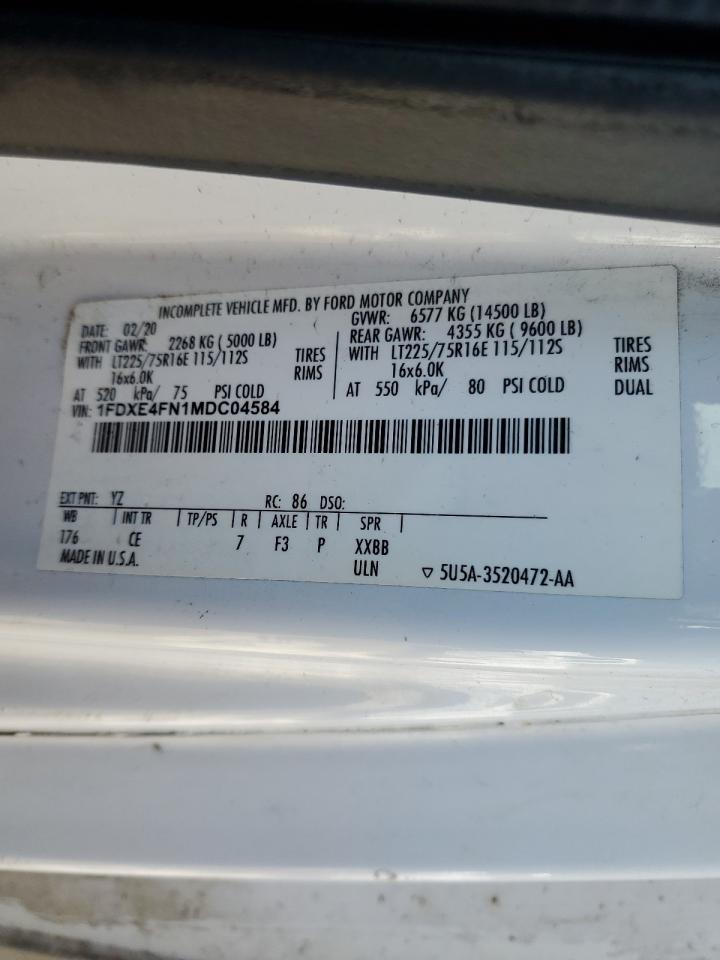 INCOMPLETE VEHICLE MFD. BY FORD MOTOR COMPANY
DATE: 02/20 GVWR: 6577 KG (14500 LB)
FRONT GAWR: 2268 KG ( 5000 LB) REAR GAWR: 4355 KG ( 9600 LB)
WITH LT225/75R16E 115/112S TIRES WITH LT225/75R16E 115/112S TIRES
16x6.0K RIMS 16x6.0K RIMS
AT 520 kPa/ 75 PSI COLD AT 550 kPa/ 80 PSI COLD DUAL
VIN: 1FDXE4FN1MDC04584
EXT PNT: YZ RC: 86 DSO:
WB INT TR TP/PS R AXLE TR SPR
176 CE 7 F3 P XXBB
MADE IN U.S.A. ULN ▽ 5U5A-3520472-AA